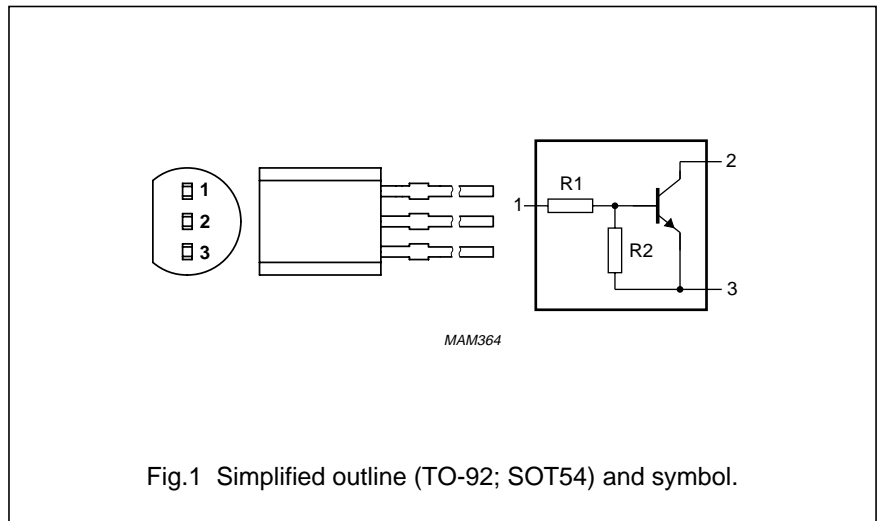 1
2
3
1
R1
R2
2
3
MAM364
Fig.1 Simplified outline (TO-92; SOT54) and symbol.